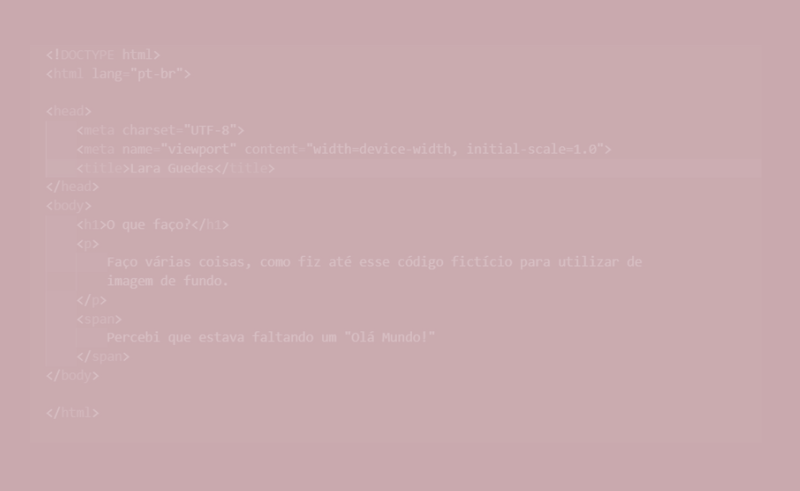 <!DOCTYPE html>
<html lang="pt-br">
<head>
<meta charset="UTF-8">
<meta name="viewport" content="width=device-width, initial-scale=1.0">
<title>Lara Guedes</title>
</head>
<body>
<h1>O que faço?</h1>
<p>
Faço várias coisas, como fiz até esse código fictício para utilizar de
imagem de fundo.
</p>
<span>
Percebi que estava faltando um "Olá Mundo!"
</span>
</body>
</html>